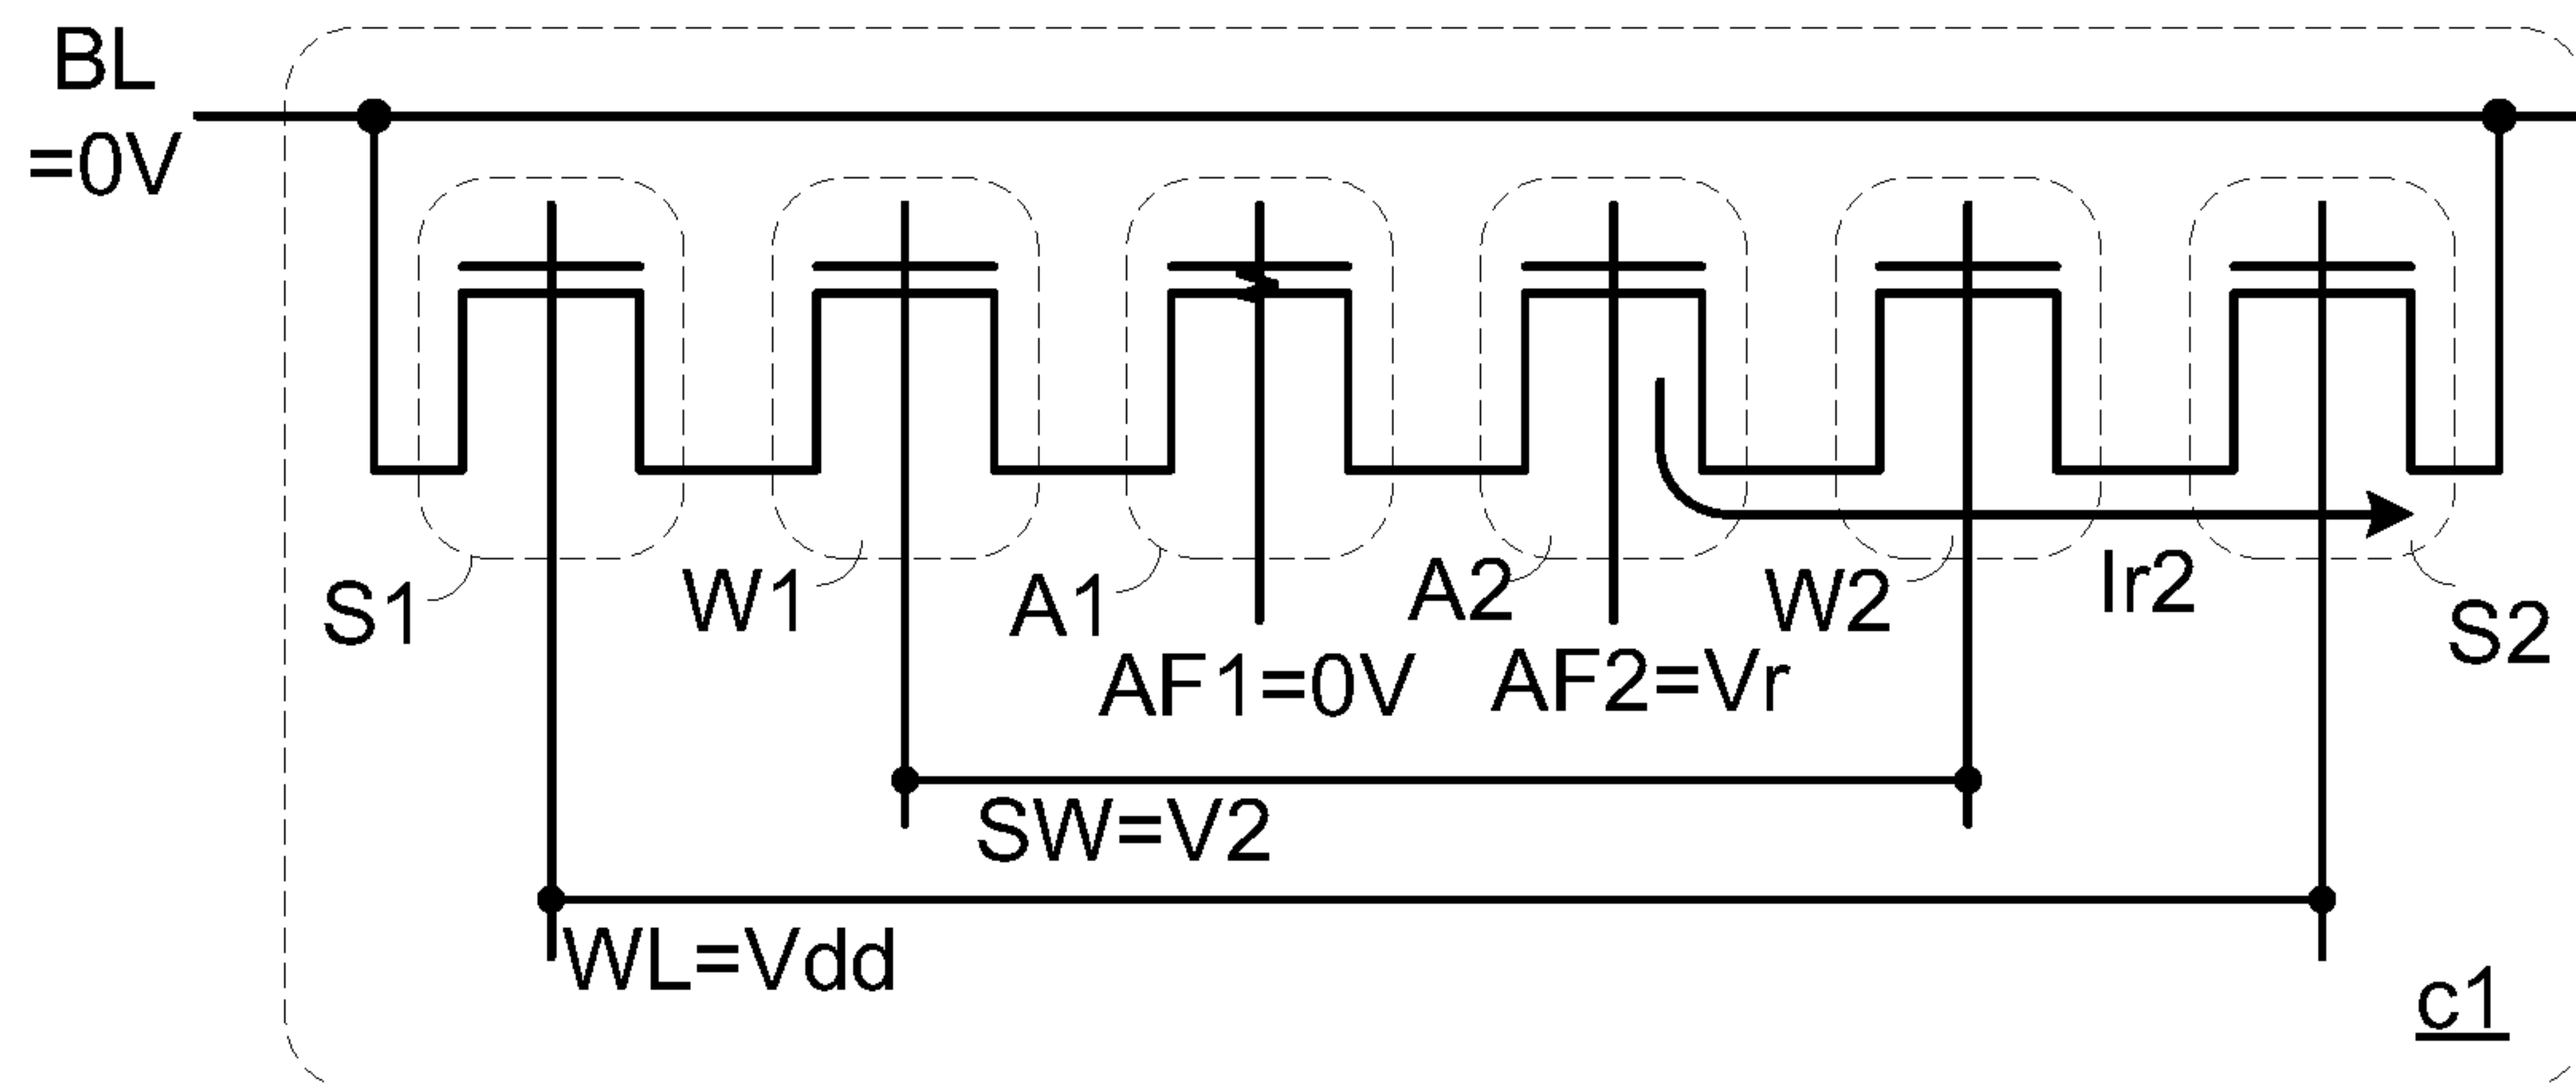 BL
=0V
S1
W1
A1
A2
W2
Ir2
S2
AF1=0V
AF2=Vr
SW=V2
WL=Vdd
c1